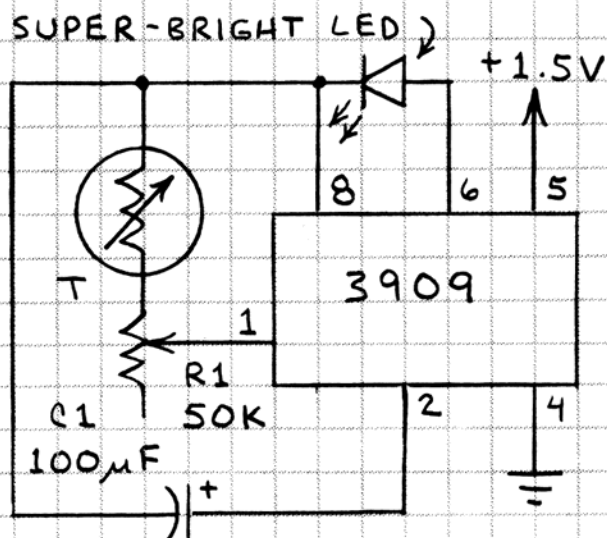 SUPER-BRIGHT LED
+1.5V
8
6
5
T
3909
1
R1
50K
C1
100µF
2
4
+